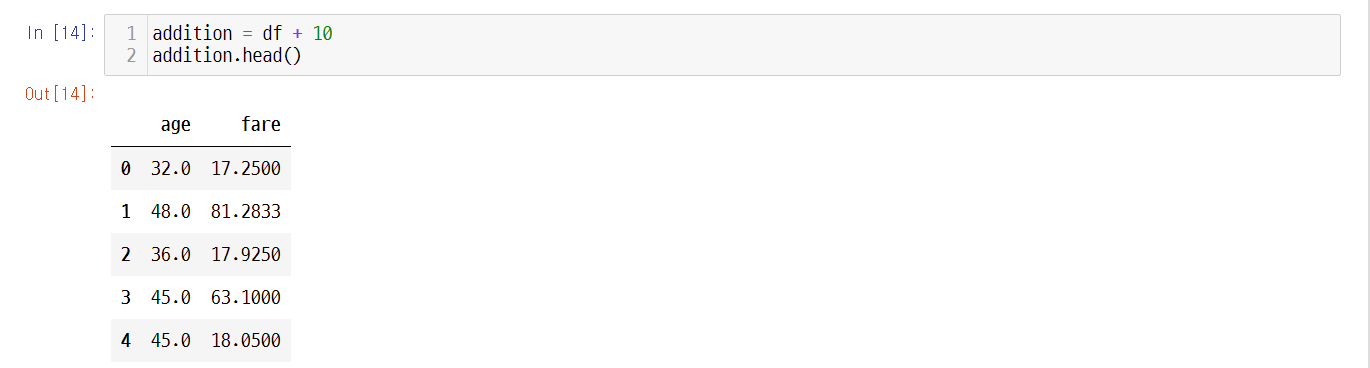 In [14]:
1 addition = df + 10
2 addition.head()
Out[14]:
age fare
0 32.0 17.2500
1 48.0 81.2833
2 36.0 17.9250
3 45.0 63.1000
4 45.0 18.0500